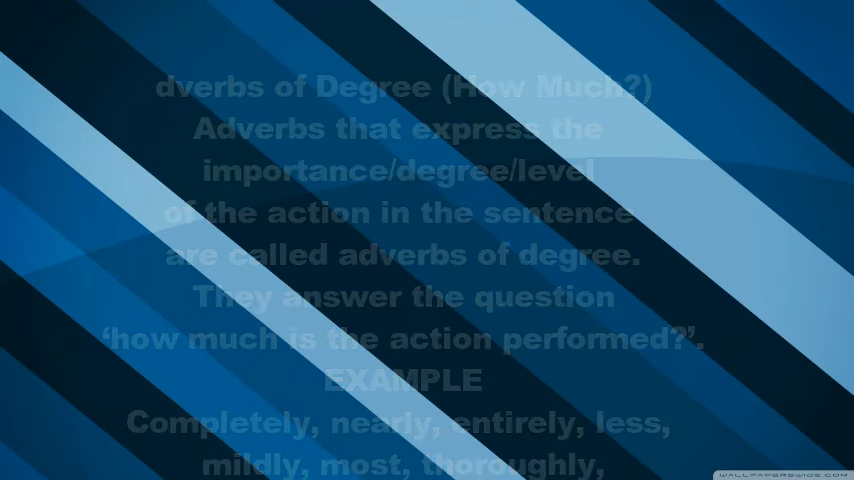 dverbs of Degree (How Much?)
Adverbs that express the
importance/degree/level
of the action in the sentence
are called adverbs of degree.
They answer the question
‘how much is the action performed?’.
EXAMPLE
Completely, nearly, entirely, less,
mildly, most, thoroughly,
WALLPAPERSWIDE.COM